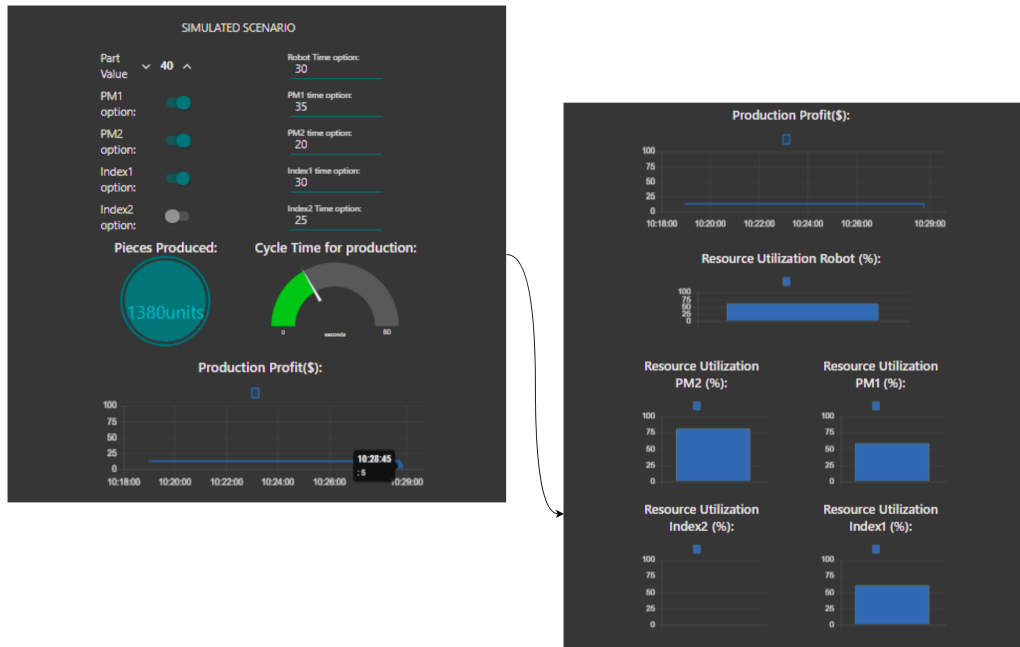 SIMULATED SCENARIO
Part
Value
40
Robot Time option:
30
PM1
option:
PM1 time option:
35
PM2
option:
PM2 time option:
20
Index1
option:
Index1 time option:
30
Index2
option:
Index2 Time option:
25
Pieces Produced:
Cycle Time for production:
1380units
0
seconds
60
Production Profit($):
100
75
50
25
0
10:28:45
: 5
10:18:00 10:20:00 10:22:00 10:24:00 10:26:00 10:29:00
Production Profit($):
100
75
50
25
0
10:18:00 10:20:00 10:22:00 10:24:00 10:26:00 10:29:00
Resource Utilization Robot (%):
100
75
50
25
0
Resource Utilization
PM2 (%):
100
75
50
25
0
Resource Utilization
PM1 (%):
100
75
50
25
0
Resource Utilization
Index2 (%):
100
75
50
25
0
Resource Utilization
Index1 (%):
100
75
50
25
0